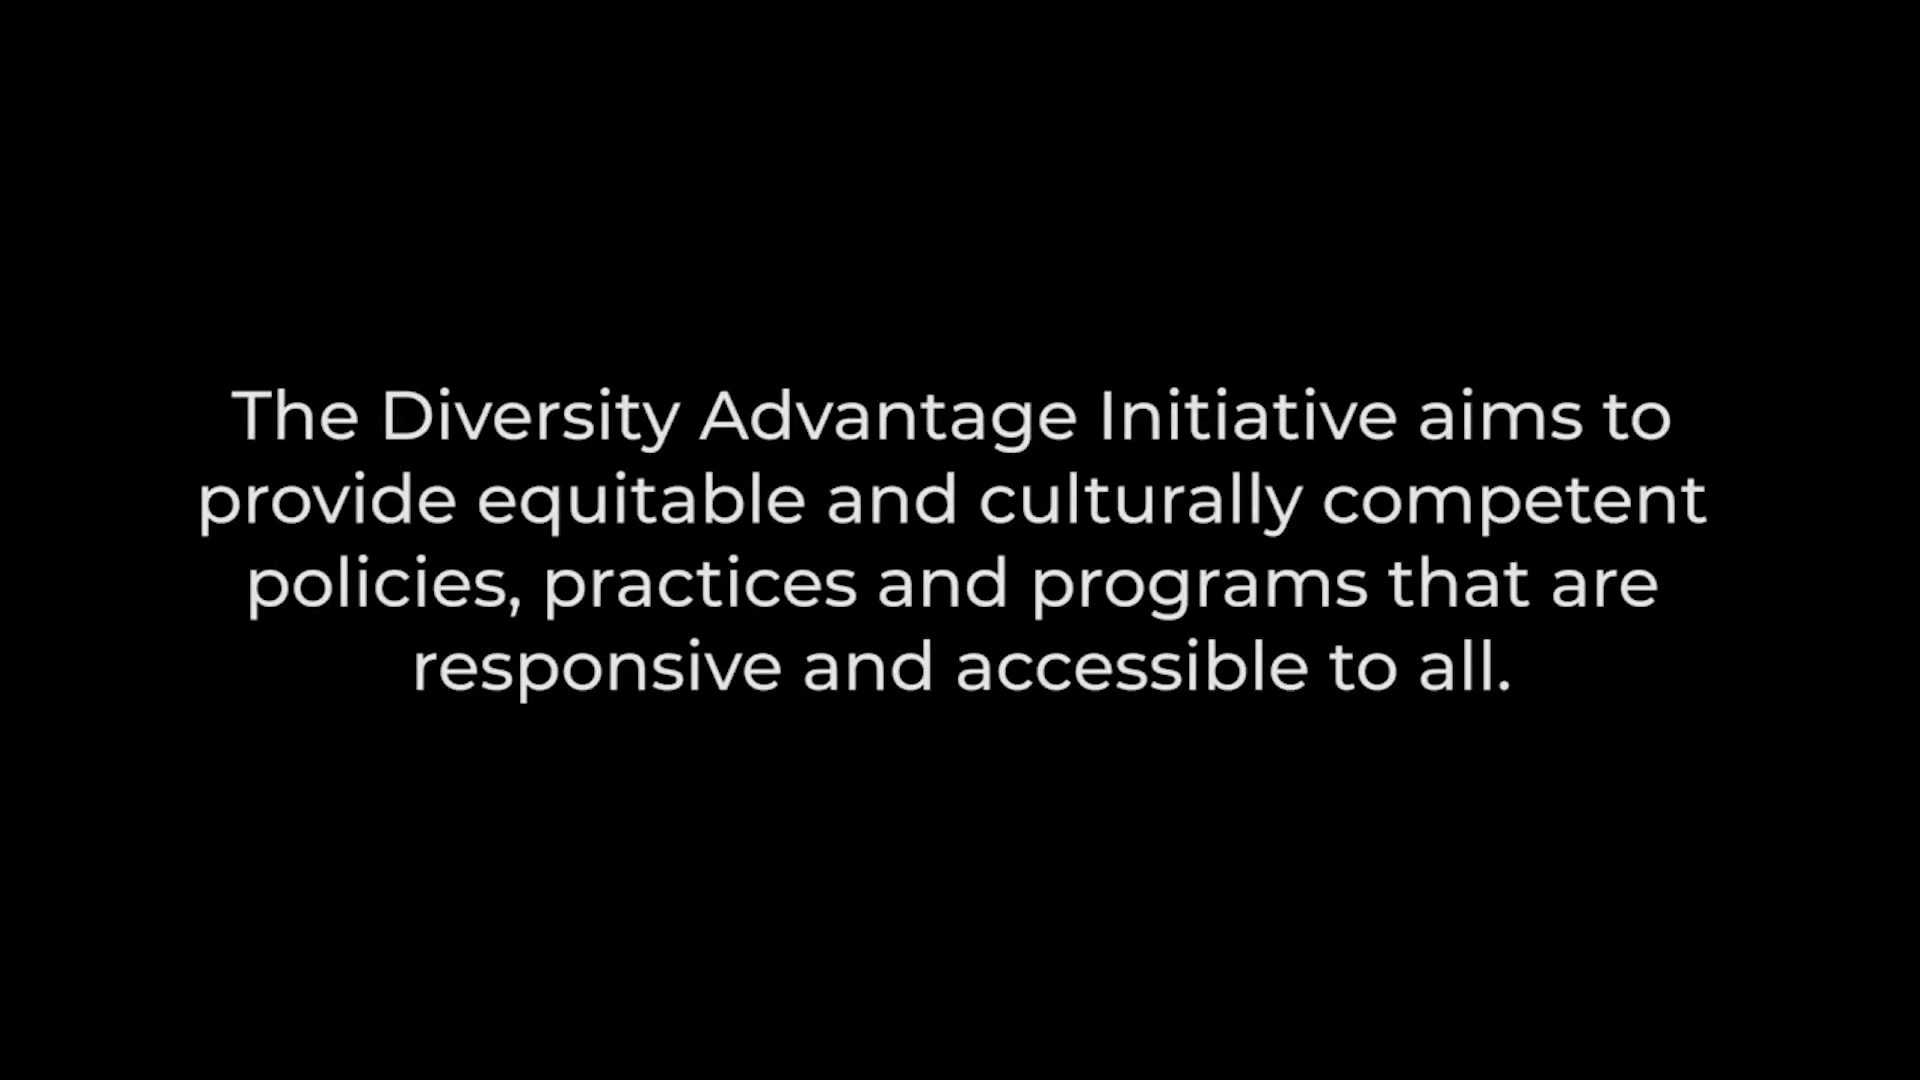 The Diversity Advantage Initiative aims to
provide equitable and culturally competent
policies, practices and programs that are
responsive and accessible to all.